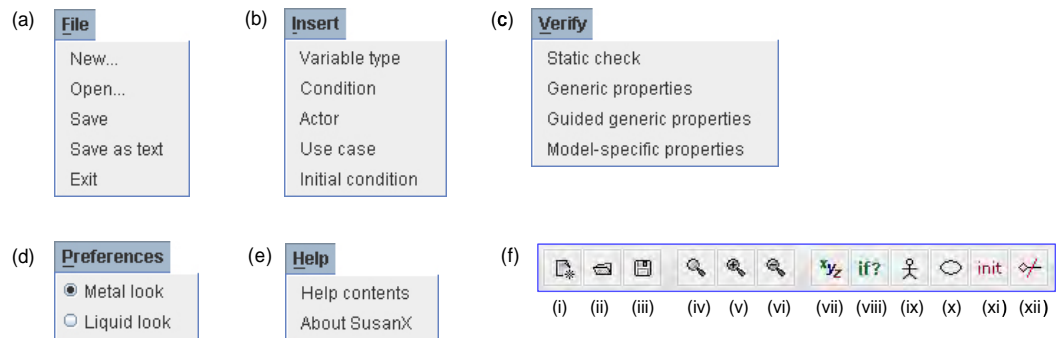 (a) File
New...
Open...
Save
Save as text
Exit
(b) Insert
Variable type
Condition
Actor
Use case
Initial condition
(c) Verify
Static check
Generic properties
Guided generic properties
Model-specific properties
(d) Preferences
Metal look
Liquid look
(e) Help
Help contents
About SusanX
(f)
xyz if? init
(i) (ii) (iii) (iv) (v) (vi) (vii) (viii) (ix) (x) (xi) (xii)